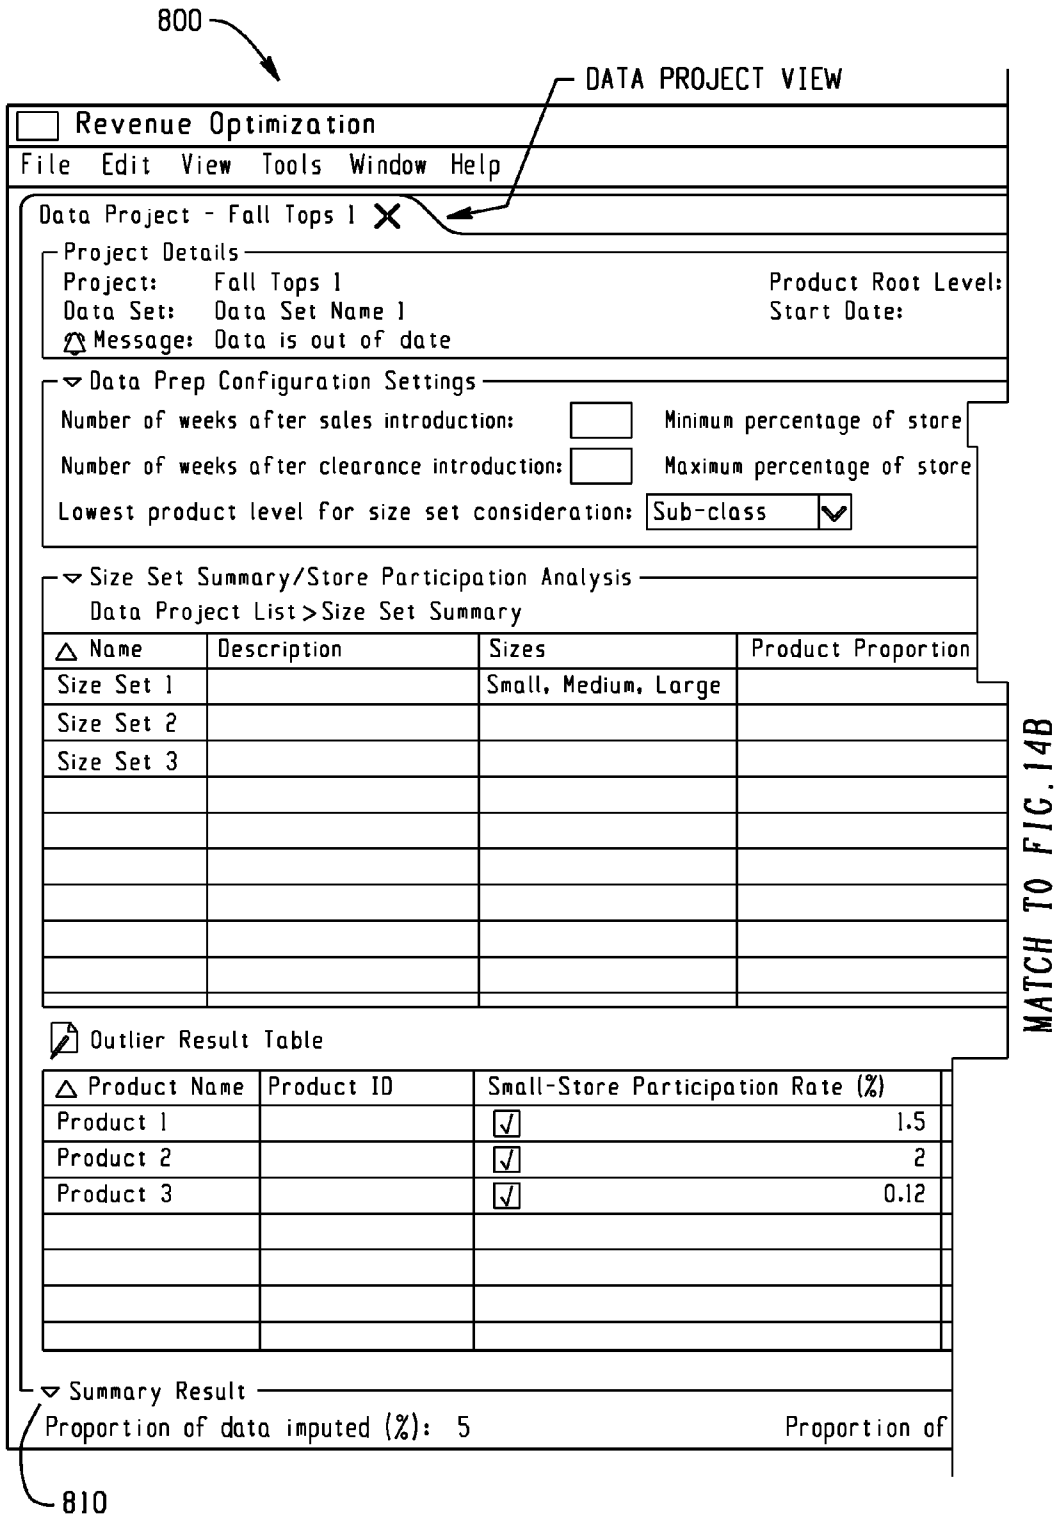 800
DATA PROJECT VIEW
Revenue Optimization
File Edit View Tools Window Help
Data Project - Fall Tops 1
Project Details
Project: Fall Tops 1 Product Root Level:
Data Set: Data Set Name 1 Start Date:
Message: Data is out of date
Data Prep Configuration Settings
Number of weeks after sales introduction: Minimum percentage of store
Number of weeks after clearance introduction: Maximum percentage of store
Lowest product level for size set consideration: Sub-class
Size Set Summary/Store Participation Analysis
Data Project List>Size Set Summary
Name Description Sizes Product Proportion
Size Set 1 Small, Medium, Large
Size Set 2
Size Set 3
MATCH TO FIG. 14B
Outlier Result Table
Product Name Product ID Small-Store Participation Rate (%)
Product 1 1.5
Product 2 2
Product 3 0.12
Summary Result
Proportion of data imputed (%): 5 Proportion of
810